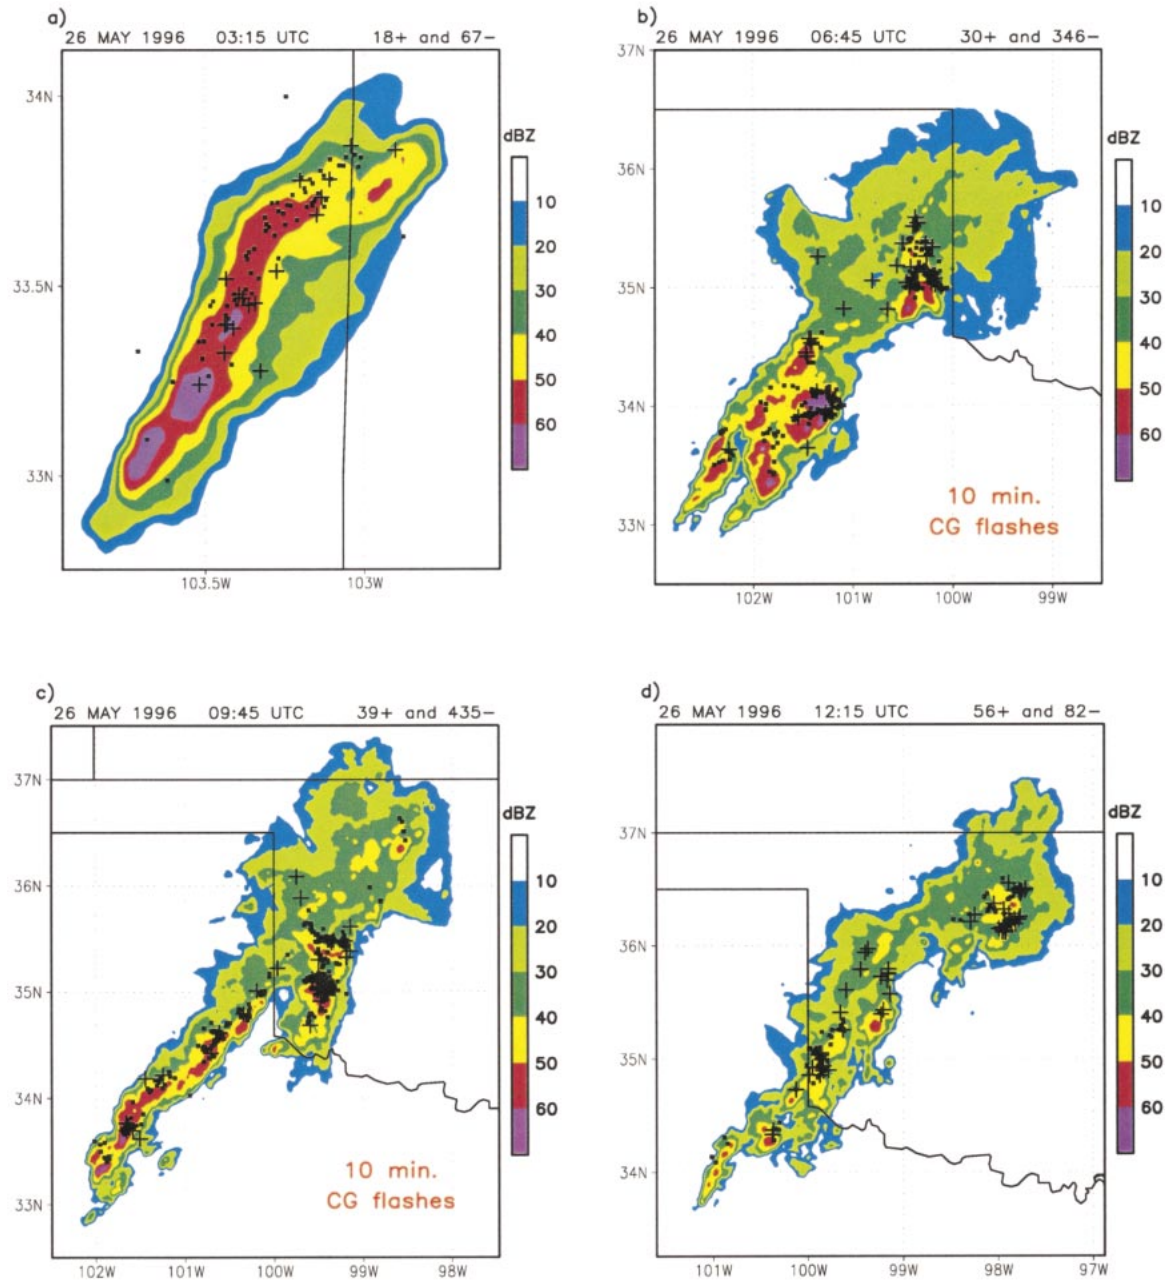 a)
26 MAY 1996 03:15 UTC 18+ and 67−
34N
33.5N
33N
103.5W 103W
dBZ
10
20
30
40
50
60
b)
26 MAY 1996 06:45 UTC 30+ and 346−
37N
36N
35N
34N
33N
102W 101W 100W 99W
10 min.
CG flashes
dBZ
10
20
30
40
50
60
c)
26 MAY 1996 09:45 UTC 39+ and 435−
37N
36N
35N
34N
33N
102W 101W 100W 99W 98W
10 min.
CG flashes
dBZ
10
20
30
40
50
60
d)
26 MAY 1996 12:15 UTC 56+ and 82−
37N
36N
35N
34N
101W 100W 99W 98W 97W
dBZ
10
20
30
40
50
60